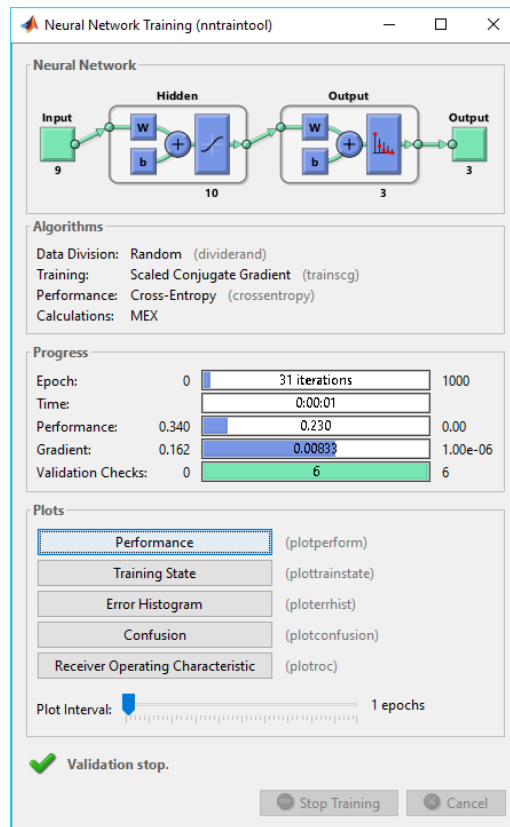 Neural Network Training (nntraintool)
Neural Network
Hidden Output
Input Output
W W
b b
9 10 3 3
Algorithms
Data Division: Random (dividerand)
Training: Scaled Conjugate Gradient (trainscg)
Performance: Cross-Entropy (crossentropy)
Calculations: MEX
Progress
Epoch: 0 31 iterations 1000
Time: 0:00:01
Performance: 0.340 0.230 0.00
Gradient: 0.162 0.00833 1.00e-06
Validation Checks: 0 6 6
Plots
Performance (plotperform)
Training State (plottrainstate)
Error Histogram (ploterrhist)
Confusion (plotconfusion)
Receiver Operating Characteristic (plotroc)
Plot Interval: 1 epochs
Validation stop.
Stop Training Cancel